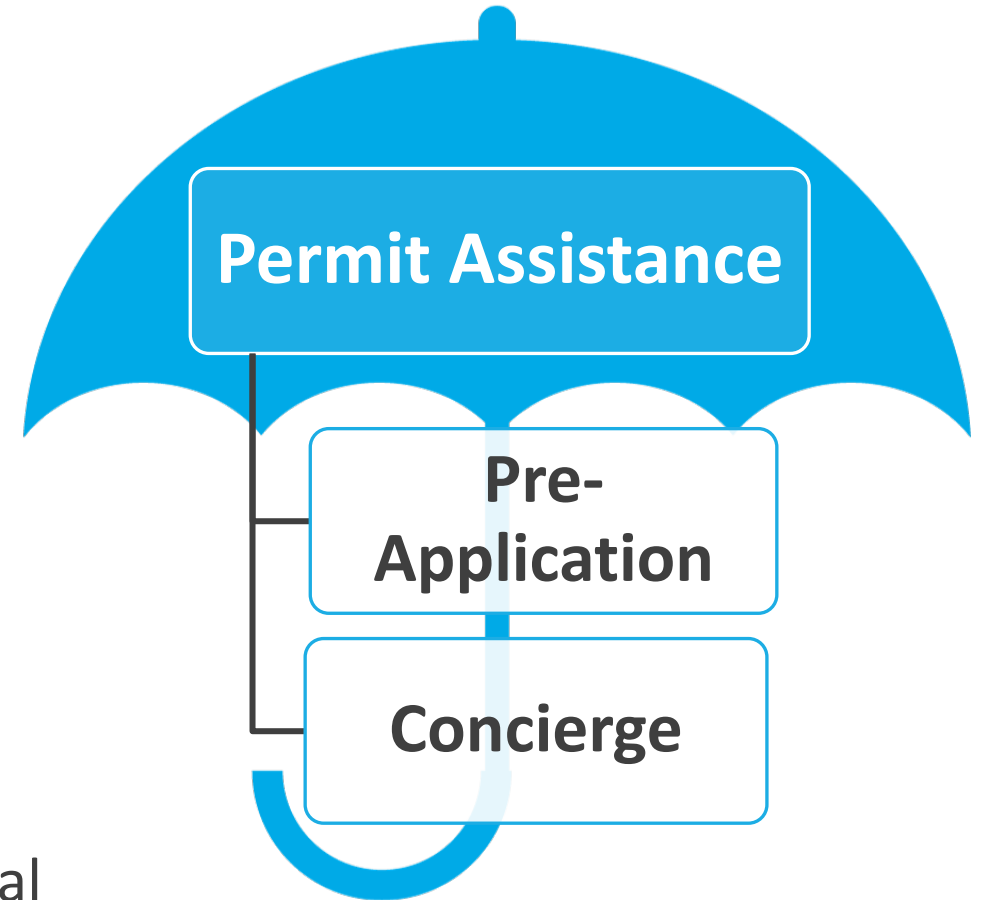 Permit Assistance
Pre-
Application
Concierge
al